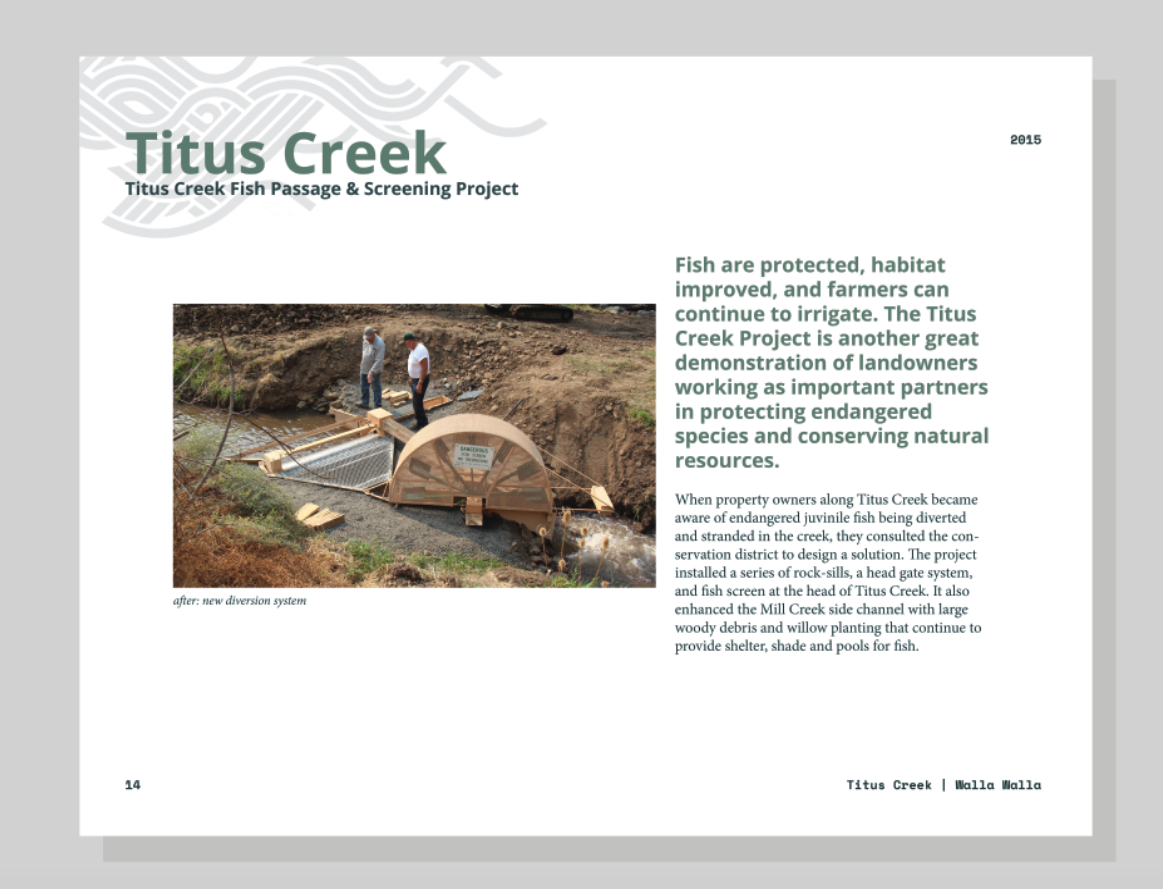 Titus Creek
Titus Creek Fish Passage & Screening Project
2015
Fish are protected, habitat
improved, and farmers can
continue to irrigate. The Titus
Creek Project is another great
demonstration of landowners
working as important partners
in protecting endangered
species and conserving natural
resources.
DANGEROUS
after: new diversion system
When property owners along Titus Creek became
aware of endangered juvinile fish being diverted
and stranded in the creek, they consulted the con-
servation district to design a solution. The project
installed a series of rock-sills, a head gate system,
and fish screen at the head of Titus Creek. It also
enhanced the Mill Creek side channel with large
woody debris and willow planting that continue to
provide shelter, shade and pools for fish.
14
Titus Creek | Walla Walla